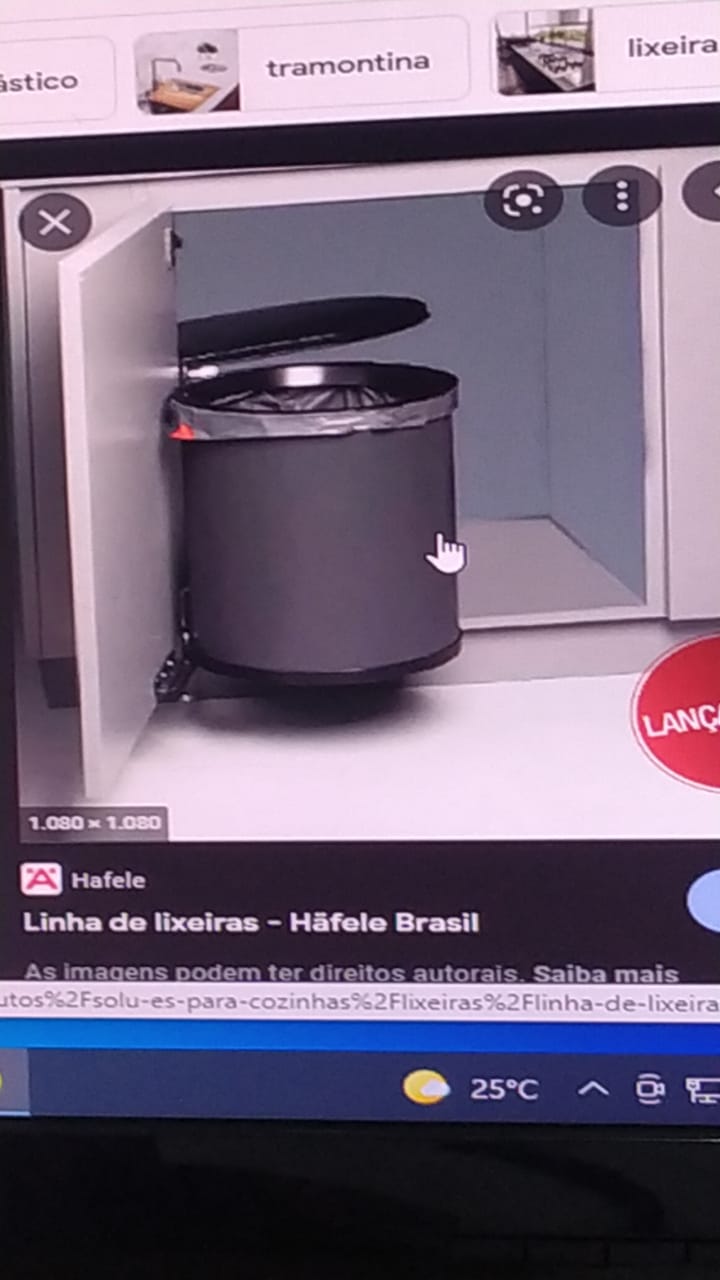 ástico
tramontina
lixeira
LANÇA
1.080 × 1.080
Hafele
Linha de lixeiras - Häfele Brasil
As imagens podem ter direitos autorais. Saiba mais
utos%2Fsolu-es-para-cozinhas%2Flixeiras%2Flinha-de-lixeira
25°C